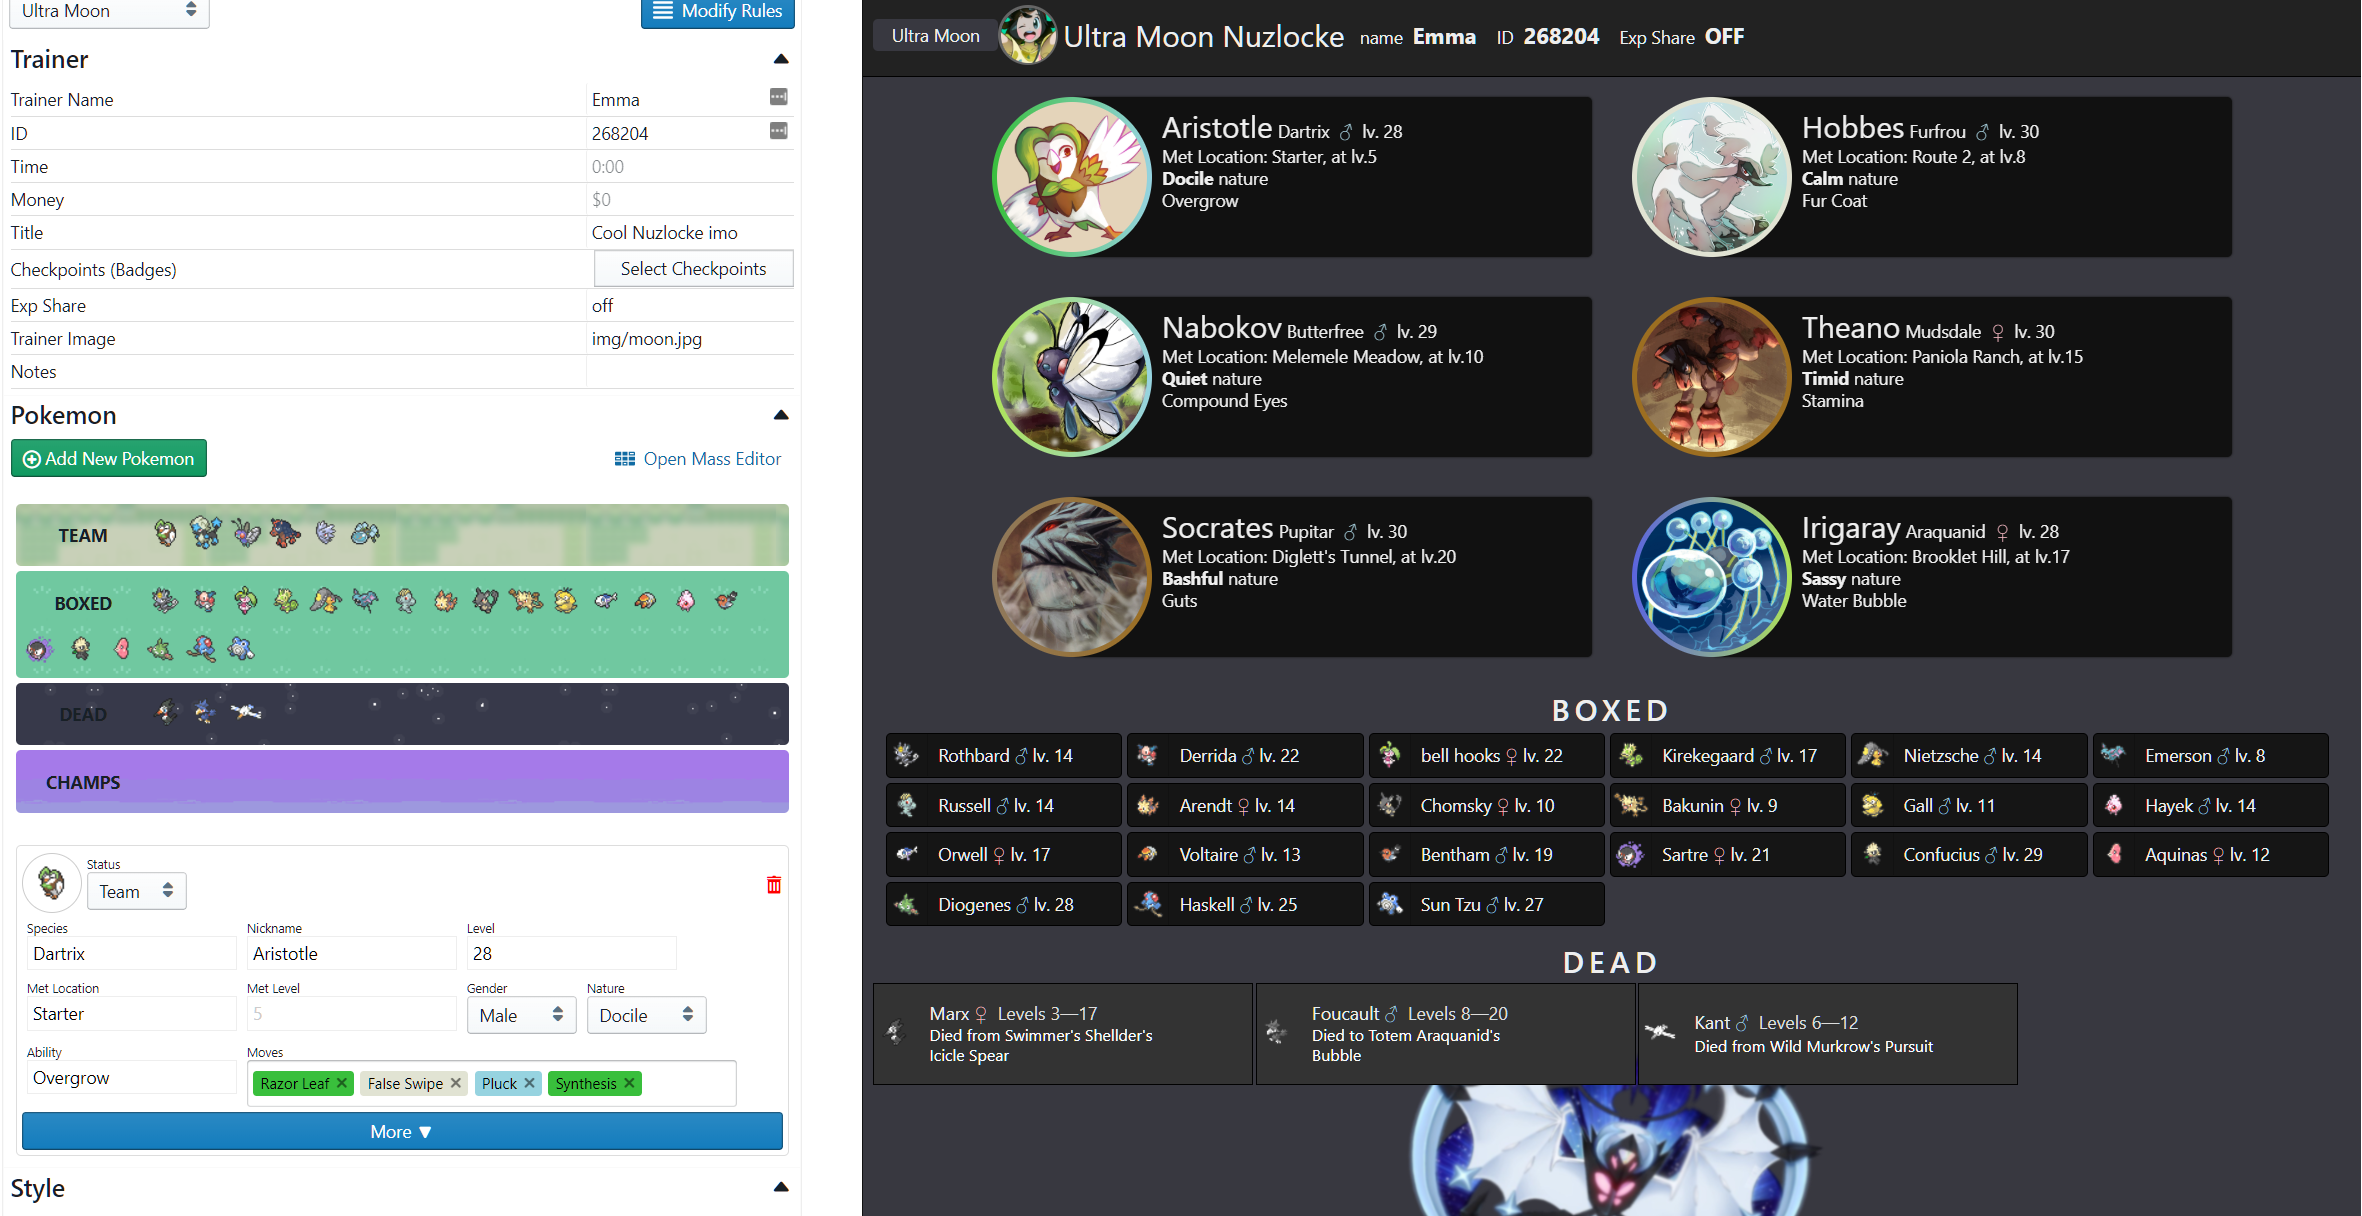 Ultra Moon
Modify Rules
Trainer
Trainer Name Emma
ID 268204
Time 0:00
Money $0
Title Cool Nuzlocke imo
Checkpoints (Badges) Select Checkpoints
Exp Share off
Trainer Image img/moon.jpg
Notes
Pokemon
Add New Pokemon
Open Mass Editor
TEAM
BOXED
DEAD
CHAMPS
Status
Team
Species Nickname Level
Dartrix Aristotle 28
Met Location Met Level Gender Nature
Starter 5 Male Docile
Ability Moves
Overgrow Razor Leaf False Swipe Pluck Synthesis
More ▼
Style
Ultra Moon Ultra Moon Nuzlocke name Emma ID 268204 Exp Share OFF
Aristotle Dartrix ♂ lv. 28
Met Location: Starter, at lv.5
Docile nature
Overgrow
Hobbes Furfrou ♂ lv. 30
Met Location: Route 2, at lv.8
Calm nature
Fur Coat
Nabokov Butterfree ♂ lv. 29
Met Location: Melemele Meadow, at lv.10
Quiet nature
Compound Eyes
Theano Mudsdale ♀ lv. 30
Met Location: Paniola Ranch, at lv.15
Timid nature
Stamina
Socrates Pupitar ♂ lv. 30
Met Location: Diglett's Tunnel, at lv.20
Bashful nature
Guts
Irigaray Araquanid ♀ lv. 28
Met Location: Brooklet Hill, at lv.17
Sassy nature
Water Bubble
BOXED
Rothbard ♂ lv. 14
Derrida ♂ lv. 22
bell hooks ♀ lv. 22
Kirekegaard ♂ lv. 17
Nietzsche ♂ lv. 14
Emerson ♂ lv. 8
Russell ♂ lv. 14
Arendt ♀ lv. 14
Chomsky ♀ lv. 10
Bakunin ♀ lv. 9
Gall ♂ lv. 11
Hayek ♂ lv. 14
Orwell ♀ lv. 17
Voltaire ♂ lv. 13
Bentham ♂ lv. 19
Sartre ♀ lv. 21
Confucius ♂ lv. 29
Aquinas ♀ lv. 12
Diogenes ♂ lv. 28
Haskell ♂ lv. 25
Sun Tzu ♂ lv. 27
DEAD
Marx ♀ Levels 3—17
Died from Swimmer's Shellder's
Icicle Spear
Foucault ♂ Levels 8—20
Died to Totem Araquanid's
Bubble
Kant ♂ Levels 6—12
Died from Wild Murkrow's Pursuit